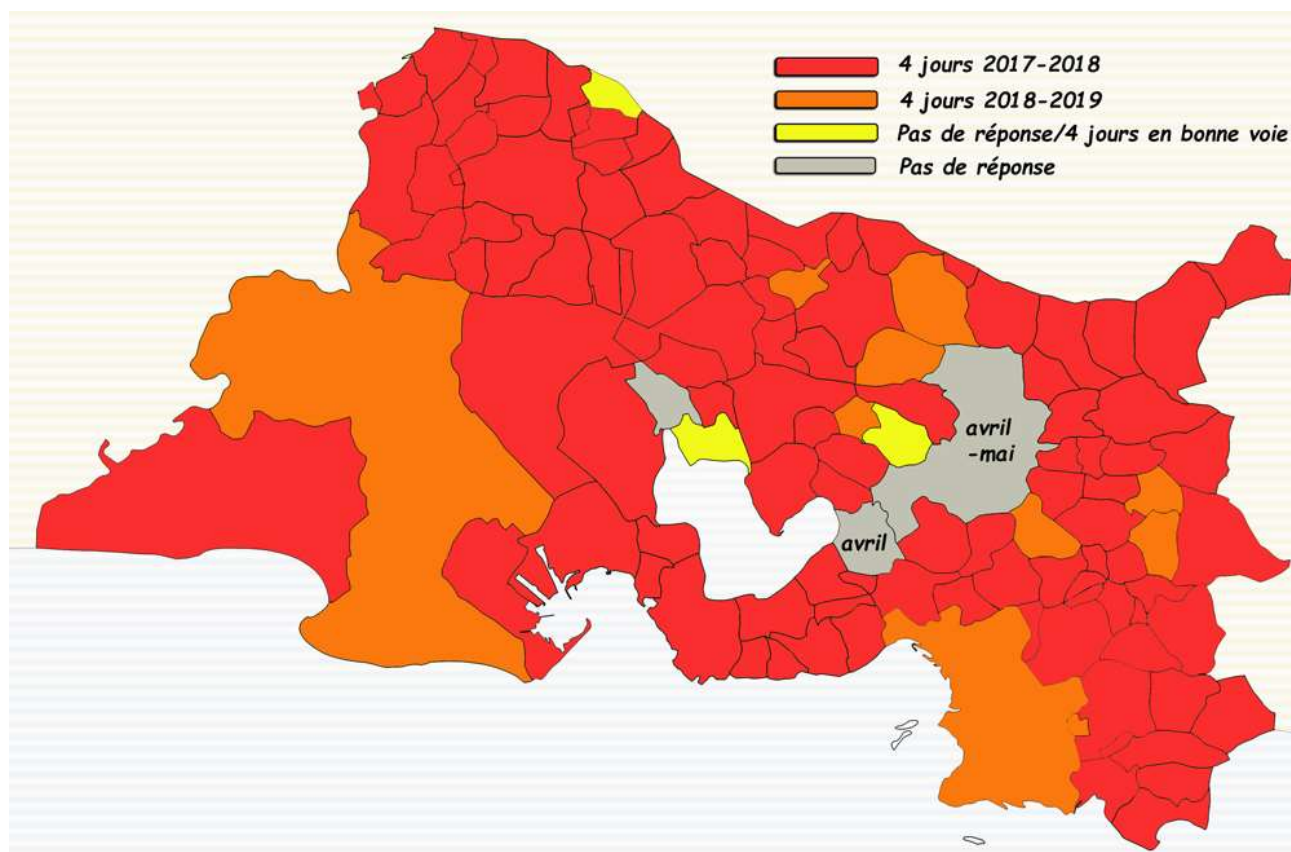 4 jours 2017-2018
4 jours 2018-2019
Pas de réponse/4 jours en bonne voie
Pas de réponse
avril
-mai
avril